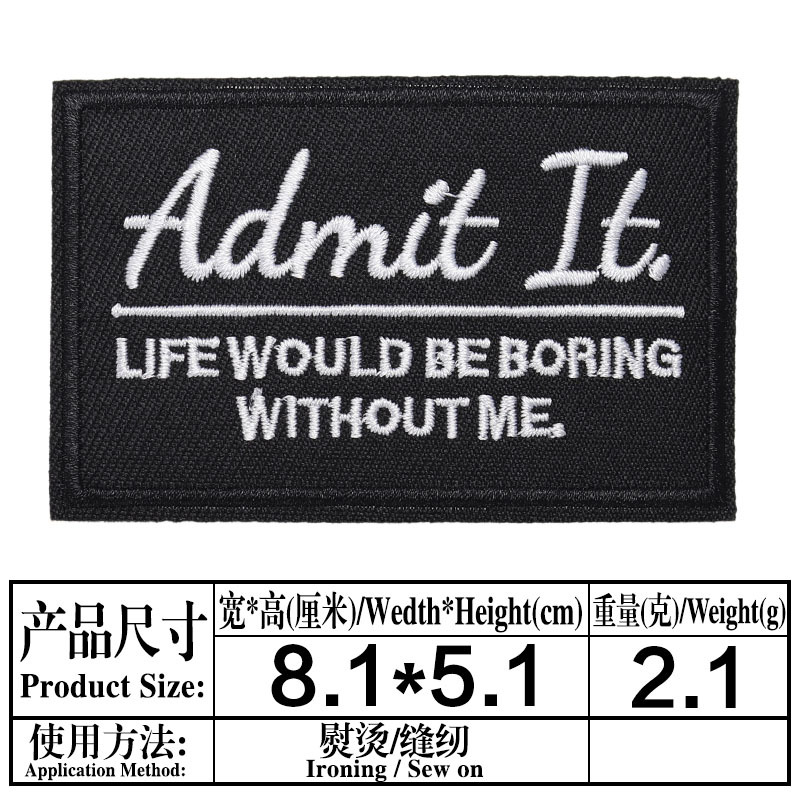 Admit It.
LIFE WOULD BE BORING
WITHOUT ME.
产品尺寸
Product Size:
宽*高(厘米)/Wedth*Height(cm)
重量(克)/Weight(g)
8.1*5.1
2.1
使用方法:
Application Method:
熨烫/缝纫
Ironing / Sew on